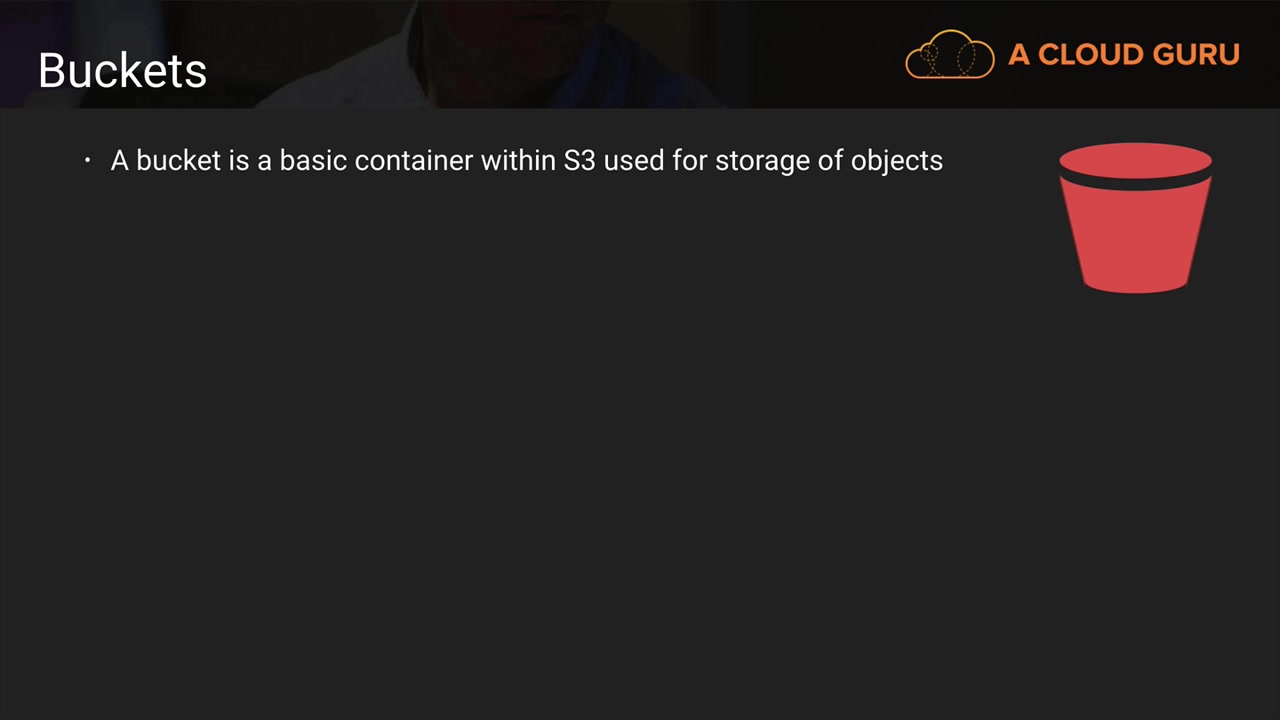 Buckets
A CLOUD GURU
· A bucket is a basic container within S3 used for storage of objects